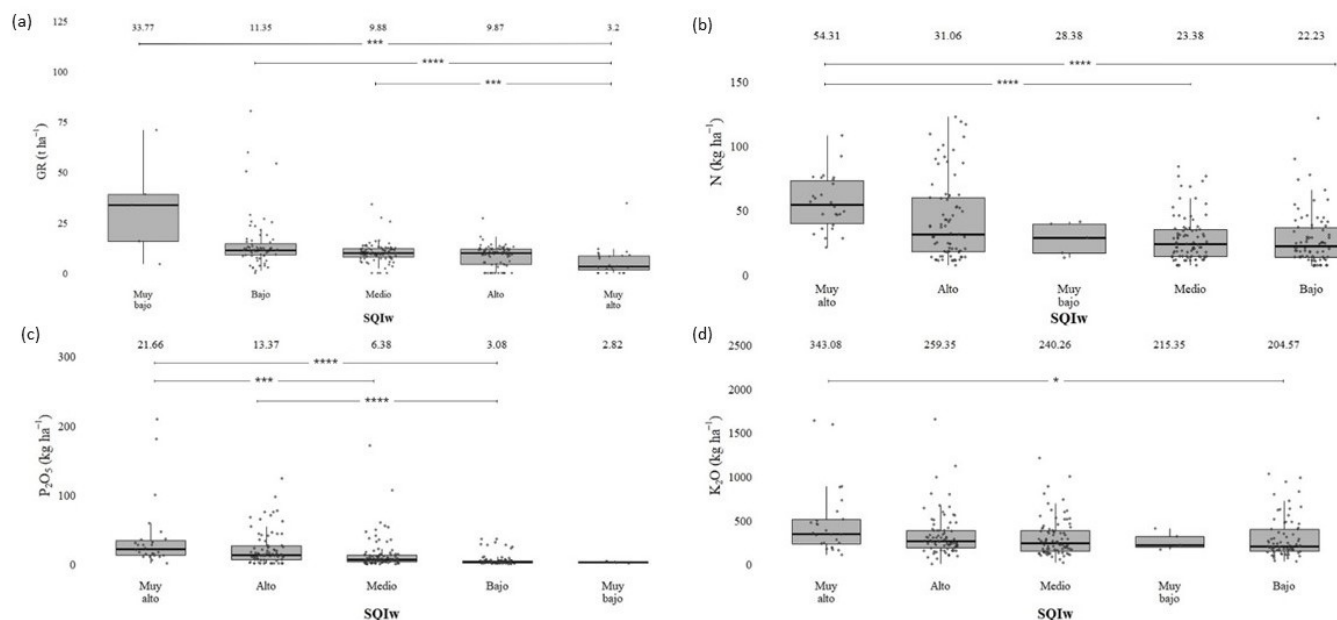 (a)
33.77 11.35 9.88 9.87 3.2
***
****
***
125
100
75
50
25
0
GR (t ha⁻¹)
Muy bajo
Bajo
Medio
Alto
Muy alto
SQIw
(b)
54.31 31.06 28.38 23.38 22.23
****
****
150
100
50
0
N (kg ha⁻¹)
Muy alto
Alto
Muy bajo
Medio
Bajo
SQIw
(c)
21.66 13.37 6.38 3.08 2.82
****
***
****
300
200
100
0
P₂O₅ (kg ha⁻¹)
Muy alto
Alto
Medio
Bajo
Muy bajo
SQIw
(d)
343.08 259.35 240.26 215.35 204.57
*
2500
2000
1500
1000
500
0
K₂O (kg ha⁻¹)
Muy alto
Alto
Medio
Muy bajo
Bajo
SQIw